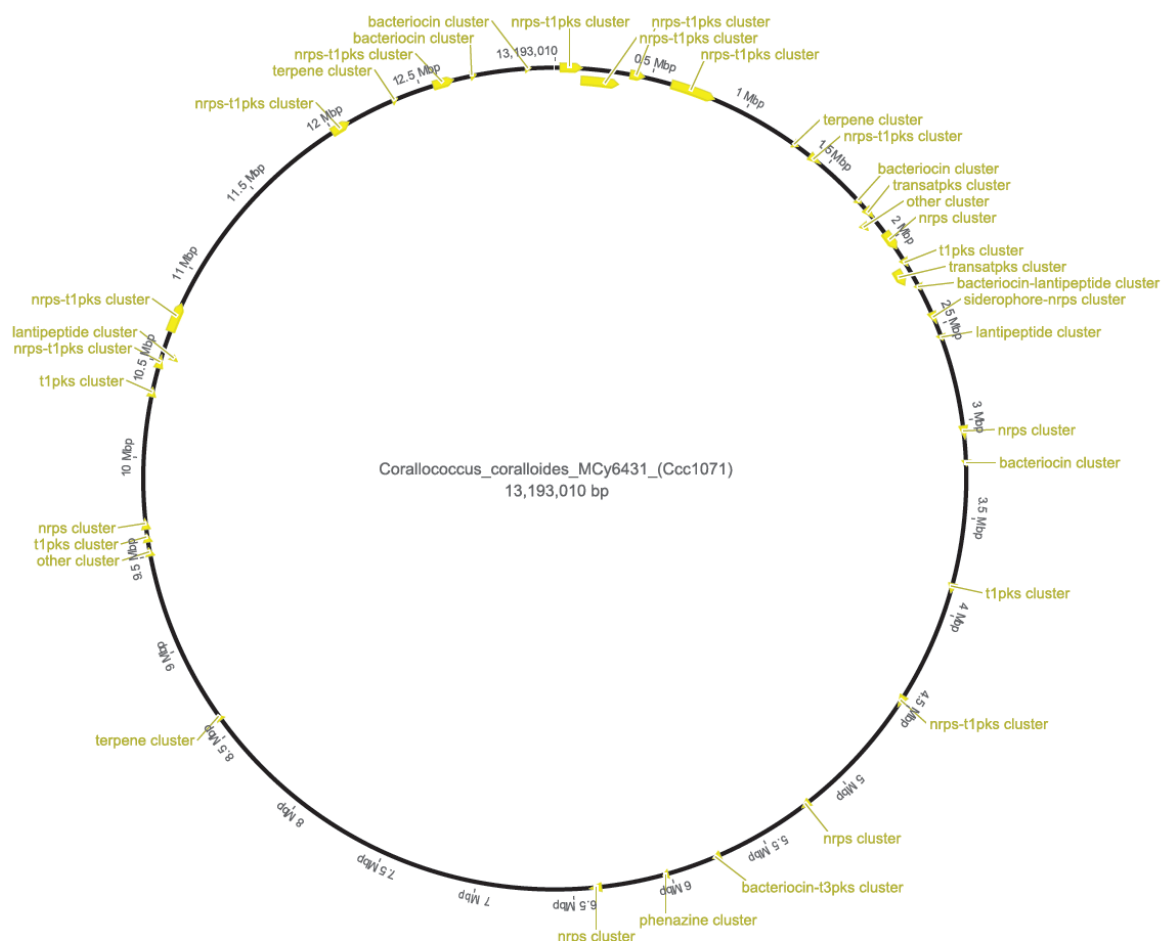 bacteriocin cluster
nrps-t1pks cluster
nrps-t1pks cluster
bacteriocin cluster
nrps-t1pks cluster
nrps-t1pks cluster
13,193,010
nrps-t1pks cluster
terpene cluster
12.5 Mbp
0.5 Mbp
nrps-t1pks cluster
12 Mbp
1 Mbp
terpene cluster
nrps-t1pks cluster
1.5 Mbp
bacteriocin cluster
transatpks cluster
other cluster
nrps cluster
2 Mbp
11.5 Mbp
t1pks cluster
transatpks cluster
bacteriocin-lantipeptide cluster
siderophore-nrps cluster
2.5 Mbp
lantipeptide cluster
11 Mbp
nrps-t1pks cluster
lantipeptide cluster
nrps-t1pks cluster
10.5 Mbp
t1pks cluster
3 Mbp
nrps cluster
bacteriocin cluster
10 Mbp
Corallococcus_coralloides_MCy6431_(Ccc1071)
13,193,010 bp
3.5 Mbp
nrps cluster
t1pks cluster
other cluster
9.5 Mbp
t1pks cluster
4 Mbp
9 Mbp
4.5 Mbp
nrps-t1pks cluster
terpene cluster
8.5 Mbp
5 Mbp
8 Mbp
nrps cluster
5.5 Mbp
7.5 Mbp
bacteriocin-t3pks cluster
7 Mbp
6 Mbp
6.5 Mbp
phenazine cluster
nrps cluster